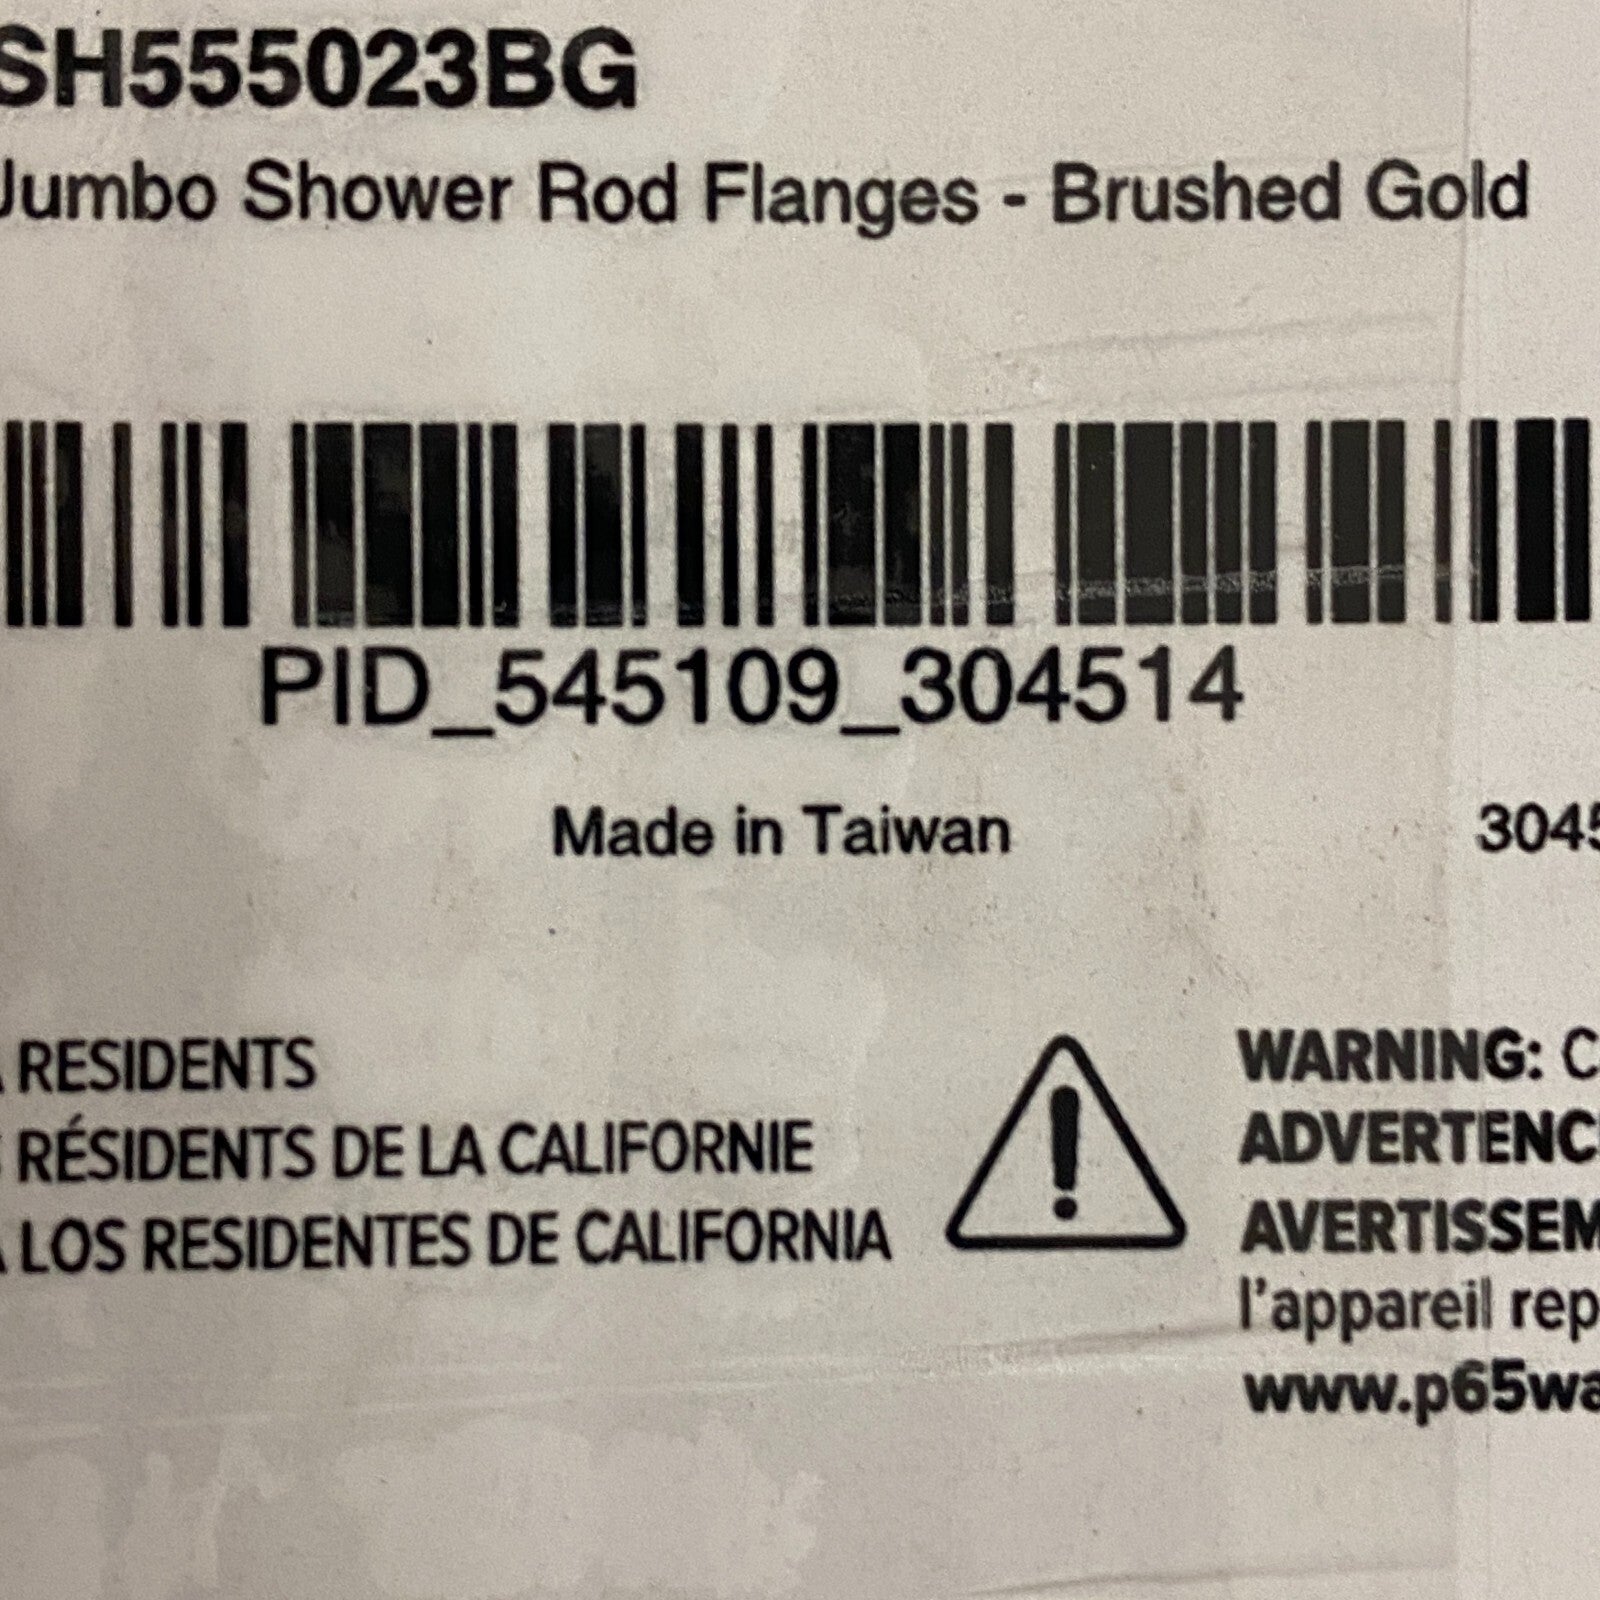 SH555023BG
Jumbo Shower Rod Flanges - Brushed Gold
PID_545109_304514
Made in Taiwan
RESIDENTS
RÉSIDENTS DE LA CALIFORNIE
LOS RESIDENTES DE CALIFORNIA
WARNING:
l'appareil